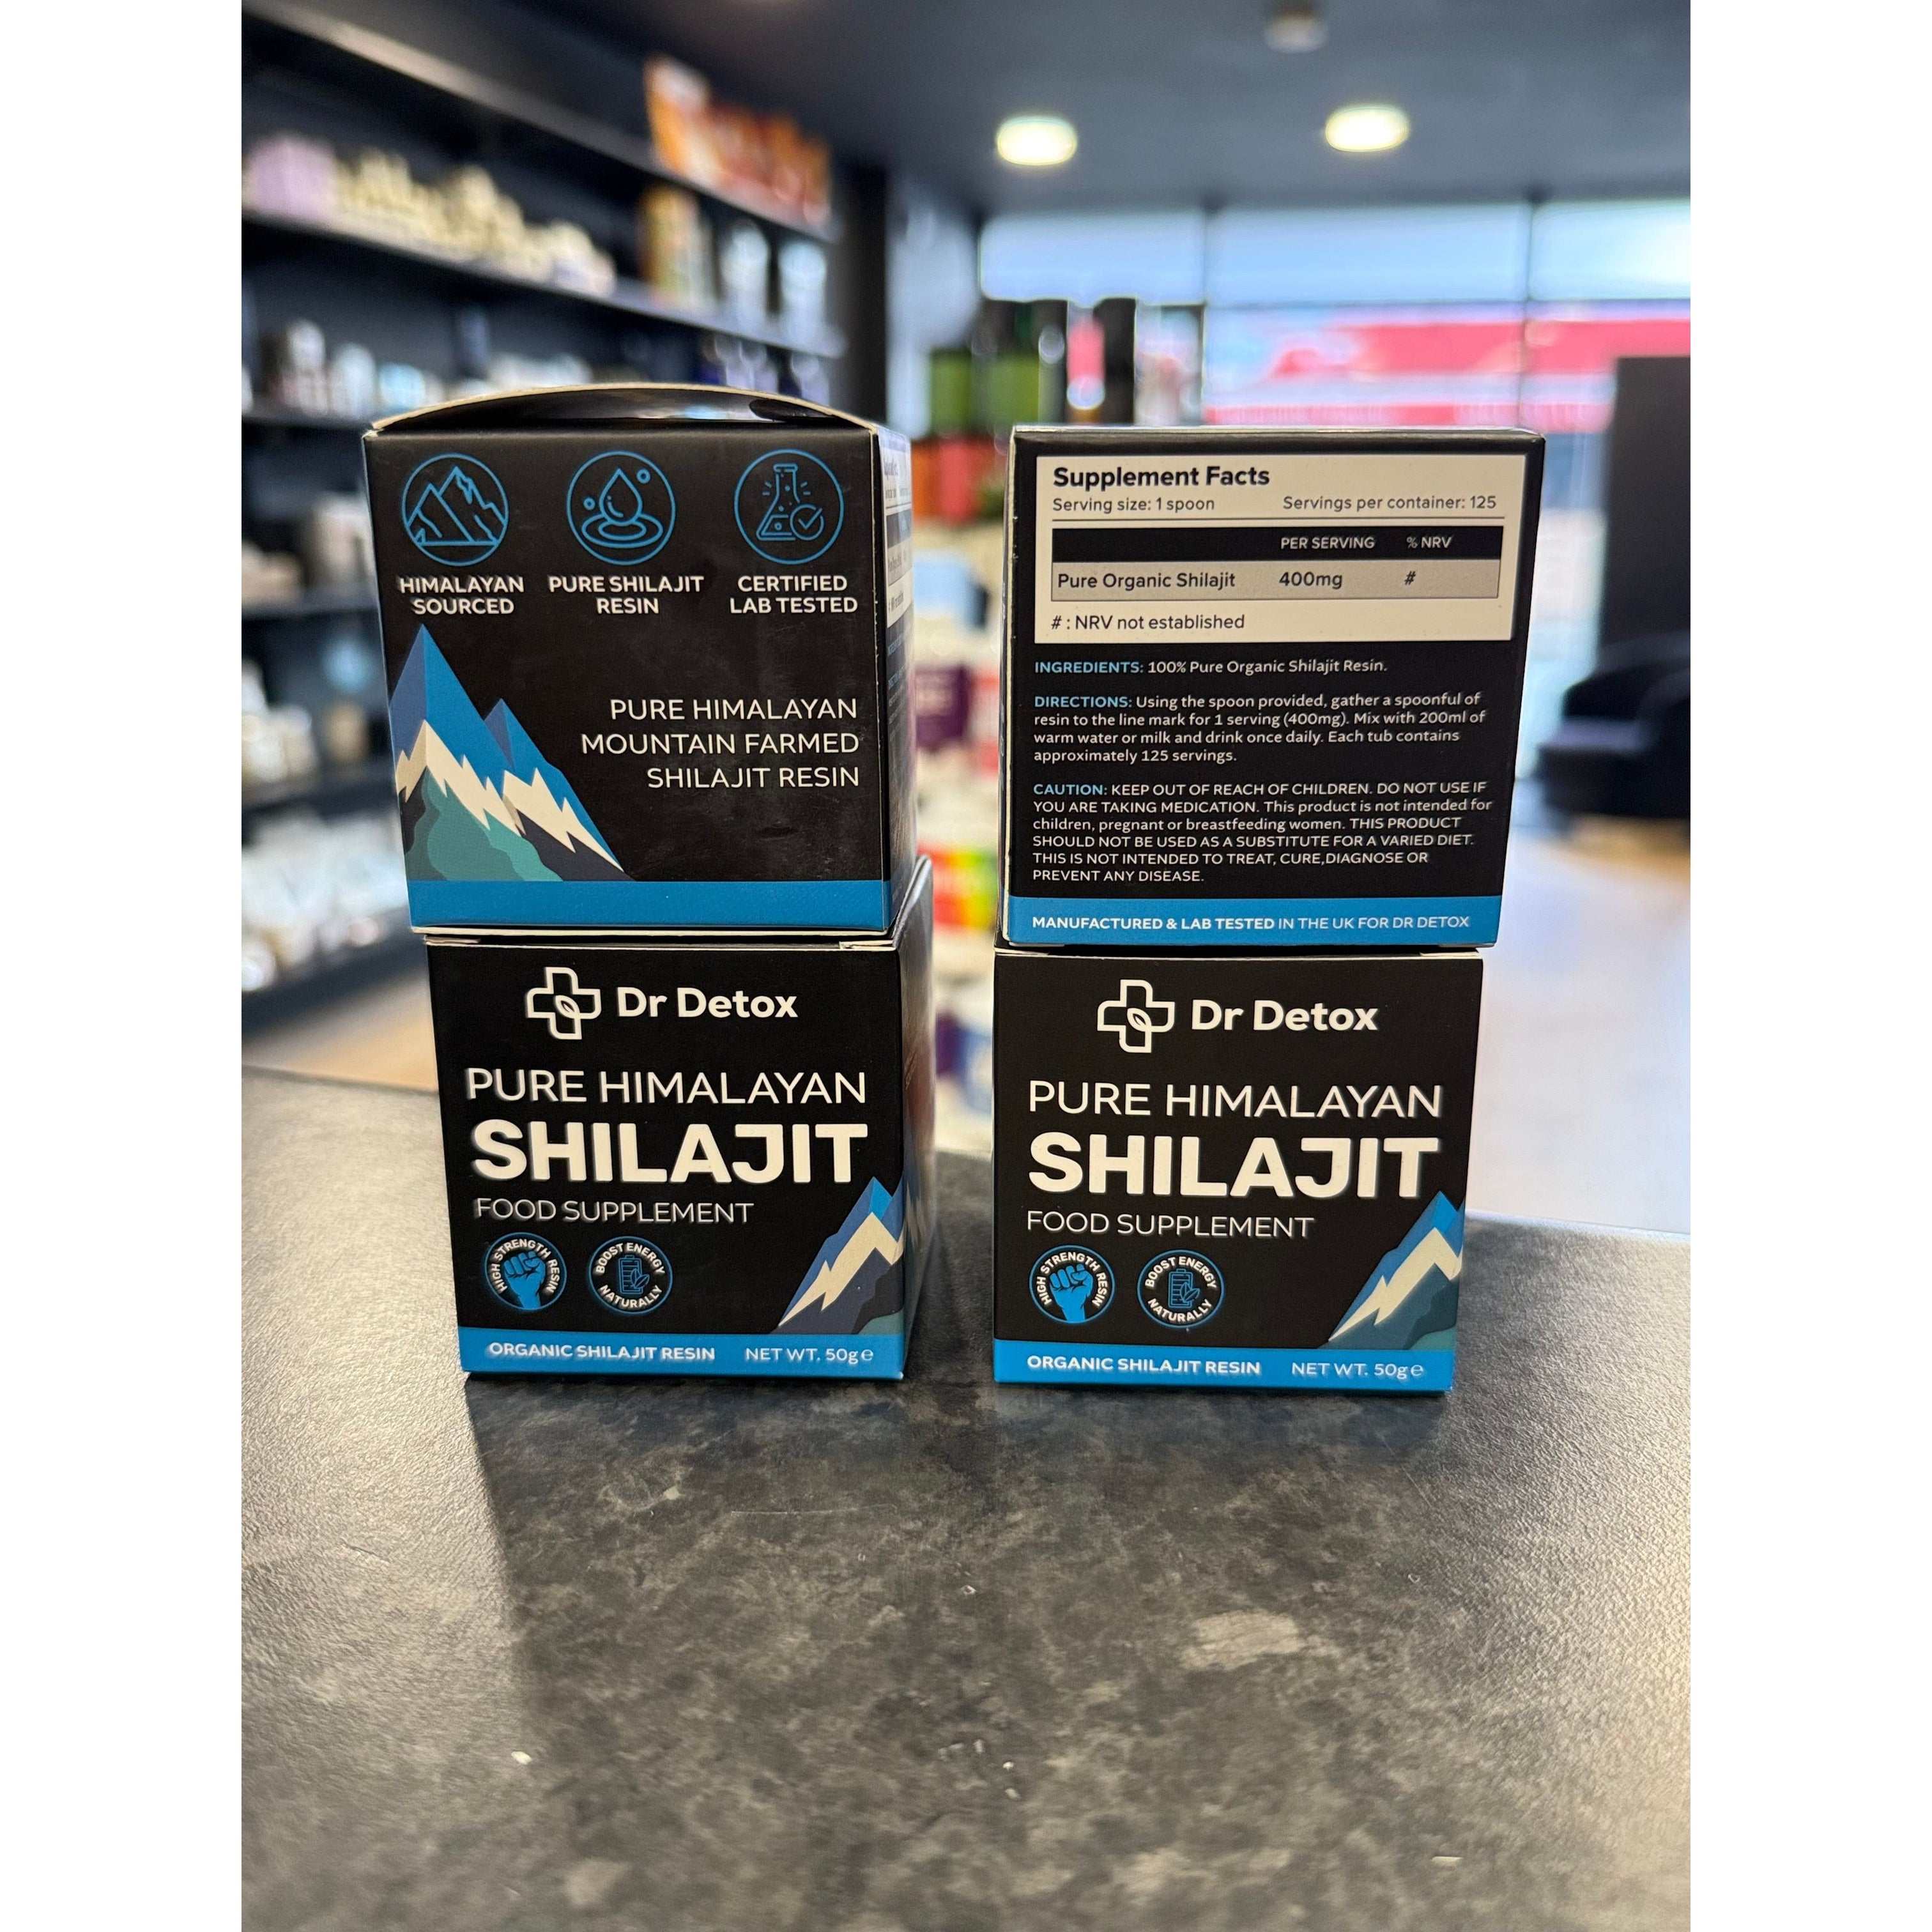 HIMALAYAN
SOURCED
PURE SHILAJIT
RESIN
CERTIFIED
LAB TESTED
PURE HIMALAYAN
MOUNTAIN FARMED
SHILAJIT RESIN
Supplement Facts
Serving size: 1 spoon Servings per container: 125
PER SERVING % NRV
Pure Organic Shilajit 400mg #
# : NRV not established
INGREDIENTS: 100% Pure Organic Shilajit Resin.
DIRECTIONS: Using the spoon provided, gather a spoonful of
resin to the line mark for 1 serving (400mg). Mix with 200ml of
warm water or milk and drink once daily. Each tub contains
approximately 125 servings.
CAUTION: KEEP OUT OF REACH OF CHILDREN. DO NOT USE IF
YOU ARE TAKING MEDICATION. This product is not intended for
children, pregnant or breastfeeding women. THIS PRODUCT
SHOULD NOT BE USED AS A SUBSTITUTE FOR A VARIED DIET.
THIS IS NOT INTENDED TO TREAT, CURE,DIAGNOSE OR
PREVENT ANY DISEASE.
MANUFACTURED & LAB TESTED IN THE UK FOR DR DETOX
Dr Detox
PURE HIMALAYAN
SHILAJIT
FOOD SUPPLEMENT
HIGH STRENGTH RESIN
BOOST ENERGY NATURALLY
ORGANIC SHILAJIT RESIN NET WT. 50g e
Dr Detox
PURE HIMALAYAN
SHILAJIT
FOOD SUPPLEMENT
HIGH STRENGTH RESIN
BOOST ENERGY NATURALLY
ORGANIC SHILAJIT RESIN NET WT. 50g e